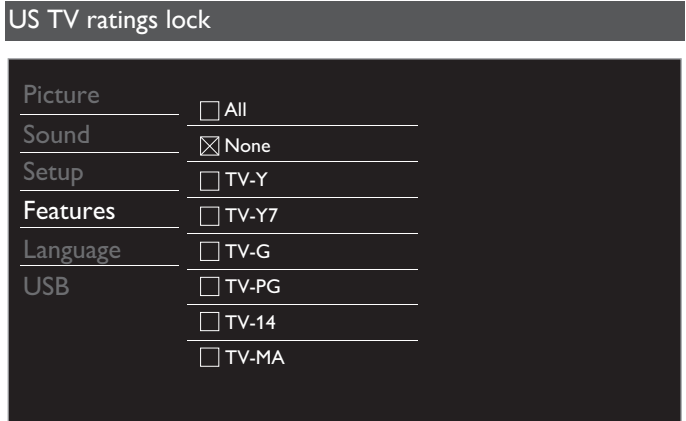 US TV ratings lock
Picture
Sound
Setup
Features
Language
USB
All
None
TV-Y
TV-Y7
TV-G
TV-PG
TV-14
TV-MA